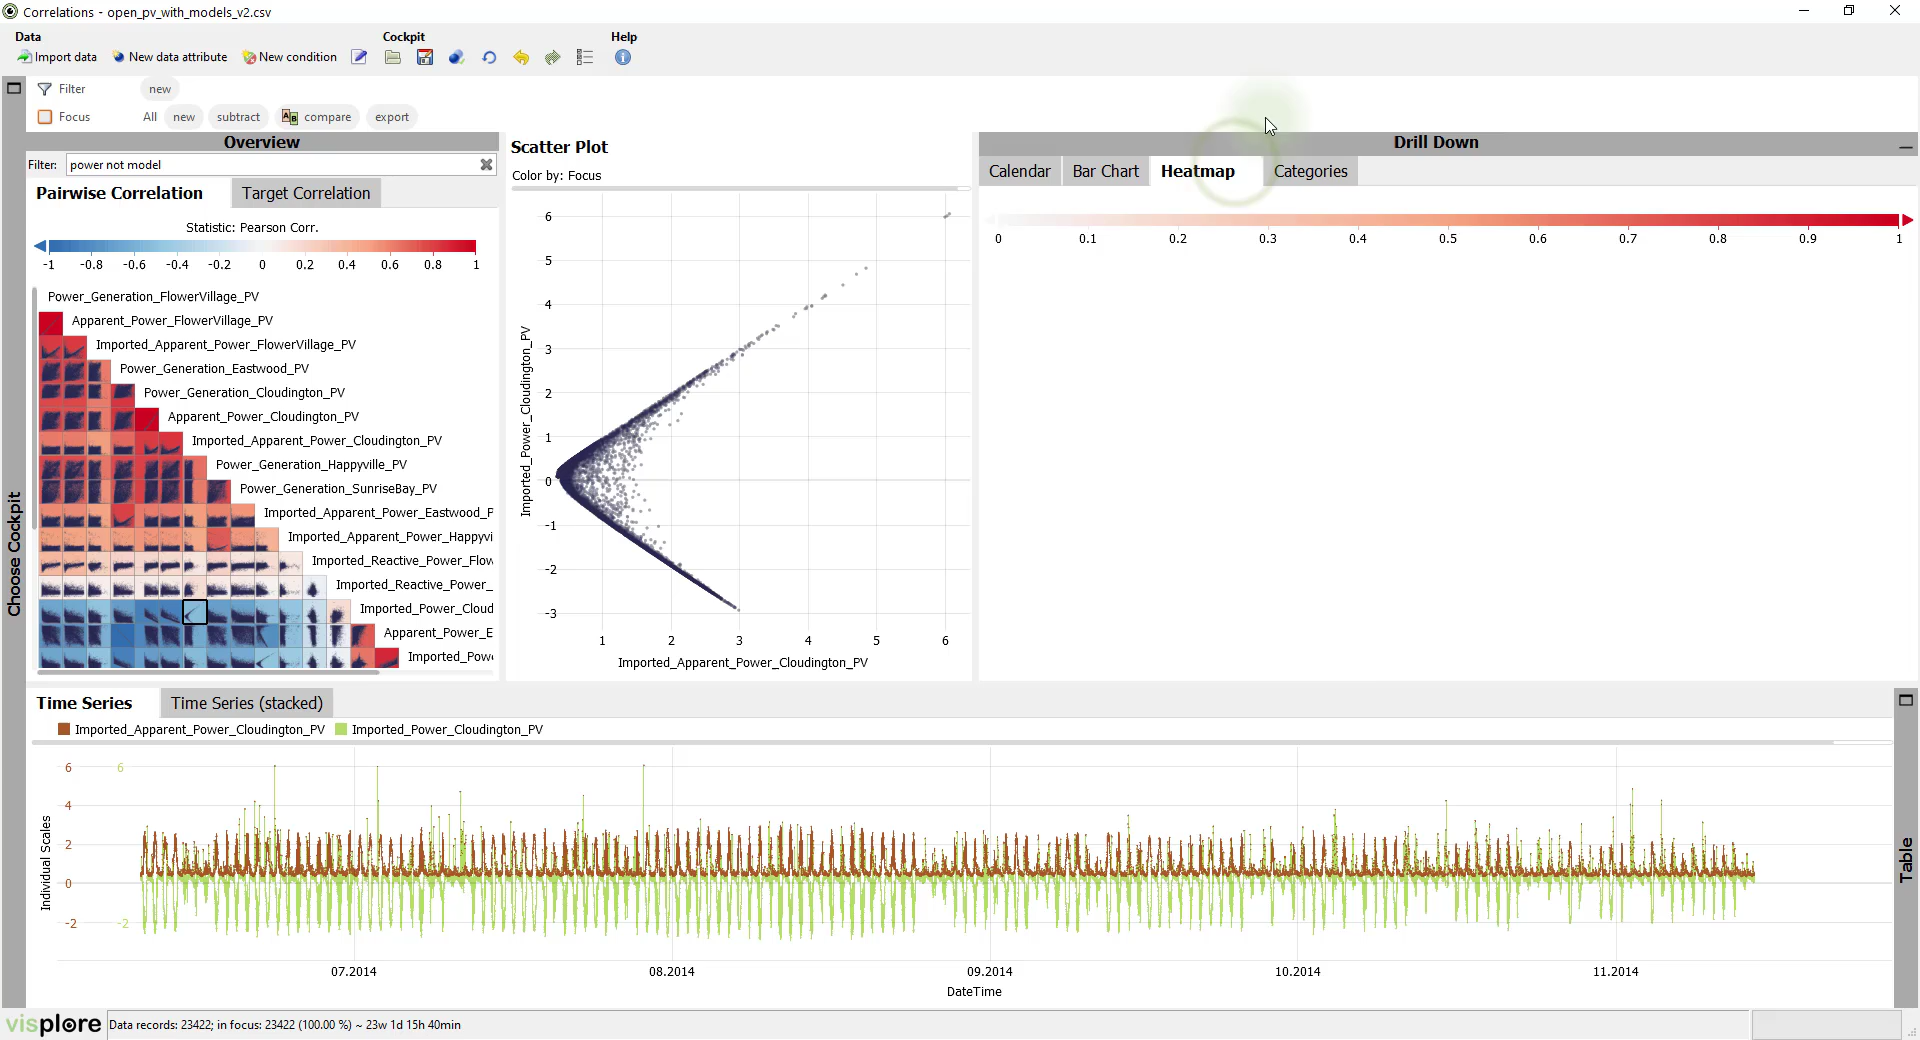 Correlations - open_pv_with_models_v2.csv
Data
Cockpit
Help
Import data
New data attribute
New condition
Filter
new
Focus
All
new
subtract
compare
export
Choose Cockpit
Overview
Filter: power not model
Pairwise Correlation
Target Correlation
Statistic: Pearson Corr.
-1 -0.8 -0.6 -0.4 -0.2 0 0.2 0.4 0.6 0.8 1
Power_Generation_FlowerVillage_PV
Apparent_Power_FlowerVillage_PV
Imported_Apparent_Power_FlowerVillage_PV
Power_Generation_Eastwood_PV
Power_Generation_Cloudington_PV
Apparent_Power_Cloudington_PV
Imported_Apparent_Power_Cloudington_PV
Power_Generation_Happyville_PV
Power_Generation_SunriseBay_PV
Imported_Apparent_Power_Eastwood_P
Imported_Apparent_Power_Happyvi
Imported_Reactive_Power_Flow
Imported_Reactive_Power_
Imported_Power_Cloud
Apparent_Power_E
Imported_Powe
Scatter Plot
Color by: Focus
Imported_Power_Cloudington_PV
6
5
4
3
2
1
0
-1
-2
-3
1 2 3 4 5 6
Imported_Apparent_Power_Cloudington_PV
Drill Down
Calendar
Bar Chart
Heatmap
Categories
0 0.1 0.2 0.3 0.4 0.5 0.6 0.7 0.8 0.9 1
Time Series
Time Series (stacked)
Imported_Apparent_Power_Cloudington_PV
Imported_Power_Cloudington_PV
Individual Scales
6 6
4
2
0
-2 -2
07.2014 08.2014 09.2014 10.2014 11.2014
DateTime
Table
visplore
Data records: 23422; in focus: 23422 (100.00 %) ~ 23w 1d 15h 40min